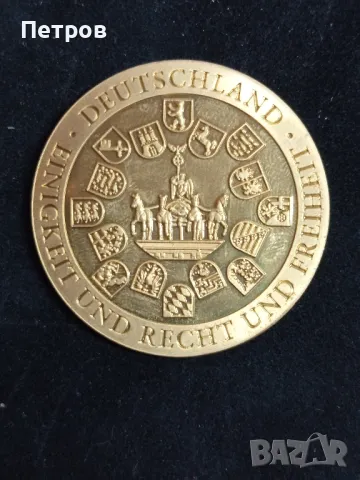 Петров
· DEUTSCHLAND ·
EINIGKEIT UND RECHT UND FREIHEIT
BAZAR